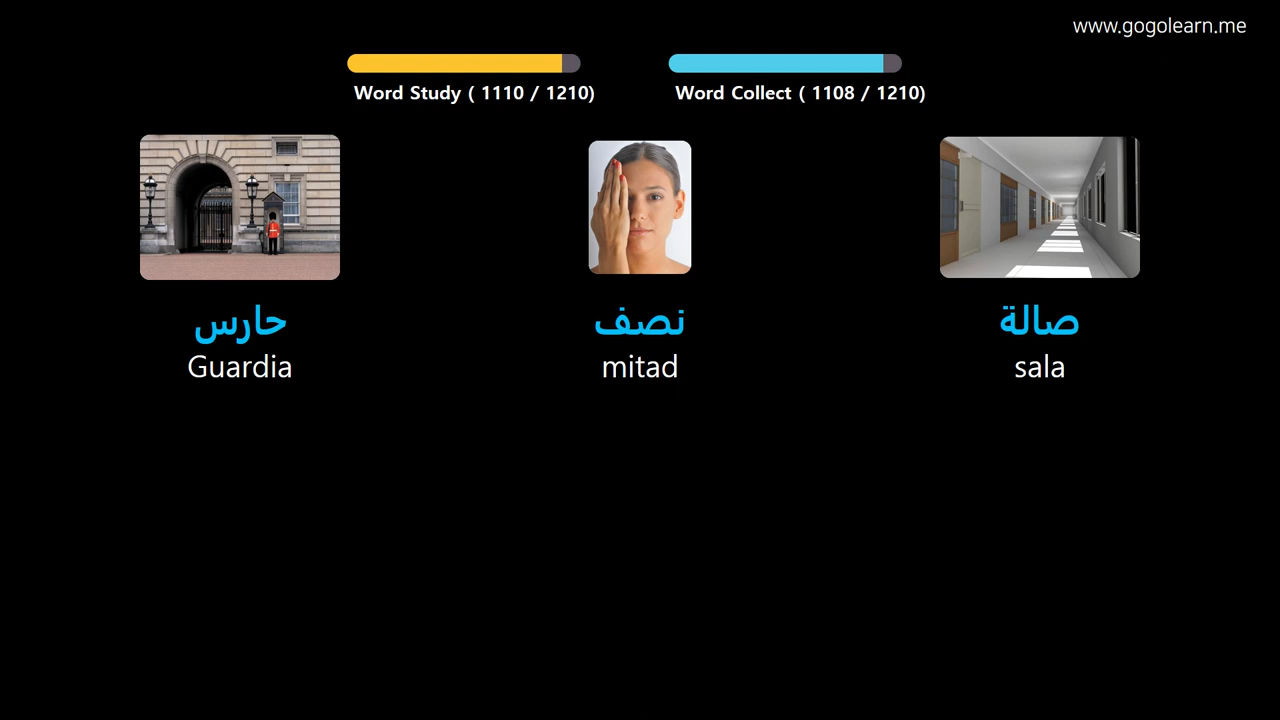 www.gogolearn.me
Word Study ( 1110 / 1210)
Word Collect ( 1108 / 1210)
حارس
Guardia
نصف
mitad
صالة
sala